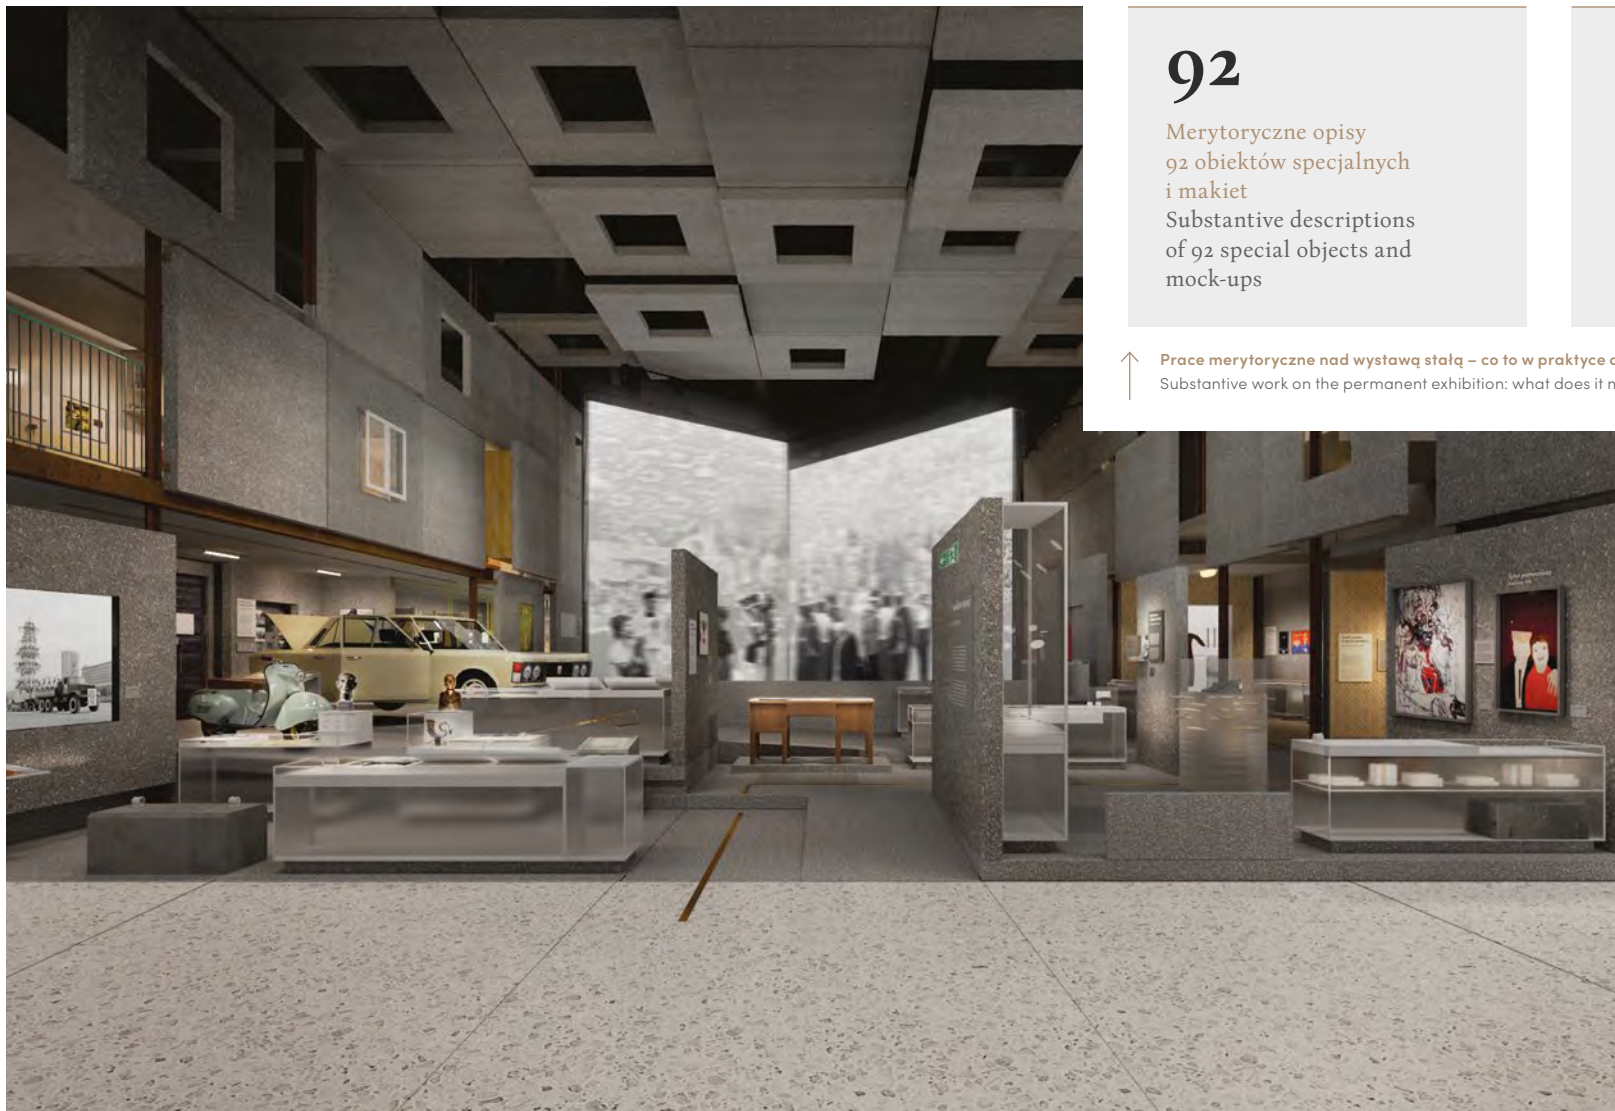 92
Merytoryczne opisy
92 obiektów specjalnych
i makiet
Substantive descriptions
of 92 special objects and
mock-ups
Prace merytoryczne nad wystawą stałą – co to w praktyce
Substantive work on the permanent exhibition: what does it